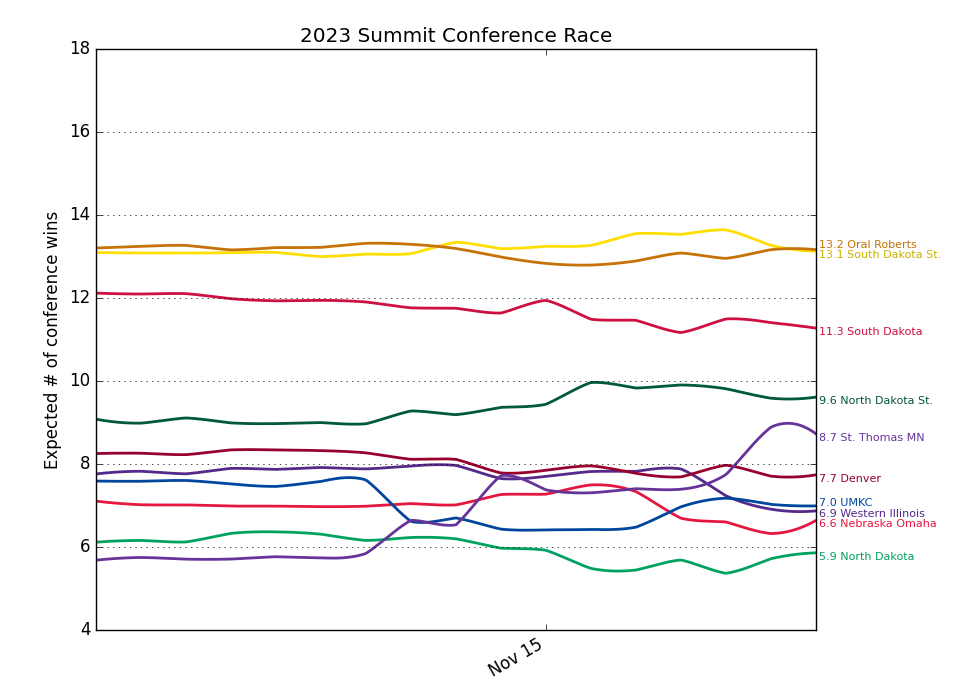 2023 Summit Conference Race
Expected # of conference wins
18
16
14
12
10
8
6
4
Nov 15
13.2 Oral Roberts
13.1 South Dakota St.
11.3 South Dakota
9.6 North Dakota St.
8.7 St. Thomas MN
7.7 Denver
7.0 UMKC
6.9 Western Illinois
6.6 Nebraska Omaha
5.9 North Dakota